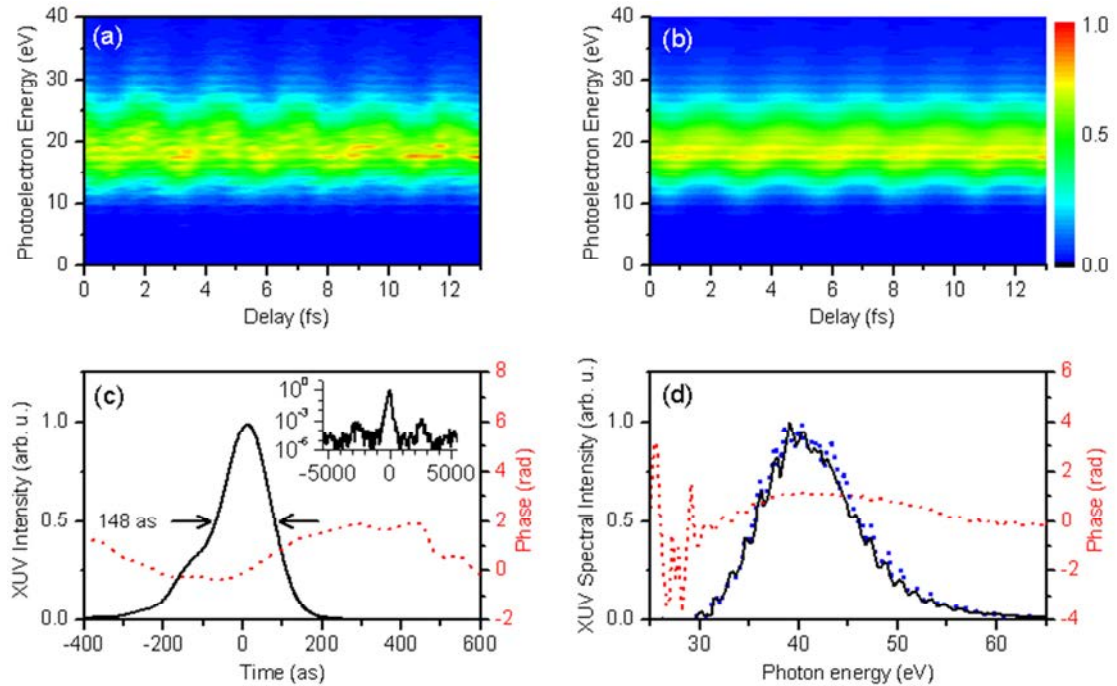 (a)
Photoelectron Energy (eV)
40
30
20
10
0
0 2 4 6 8 10 12
Delay (fs)
(b)
Photoelectron Energy (eV)
40
30
20
10
0
0 2 4 6 8 10 12
Delay (fs)
1.0
0.5
0.0
(c)
XUV Intensity (arb. u.)
1.0
0.5
0.0
148 as
10^0
10^-3
10^-6
-5000 0 5000
8
6
4
2
0
-2
Phase (rad)
-400 -200 0 200 400 600
Time (as)
(d)
XUV Spectral Intensity (arb. u.)
1.0
0.5
0.0
6
4
2
0
-2
-4
Phase (rad)
30 40 50 60
Photon energy (eV)